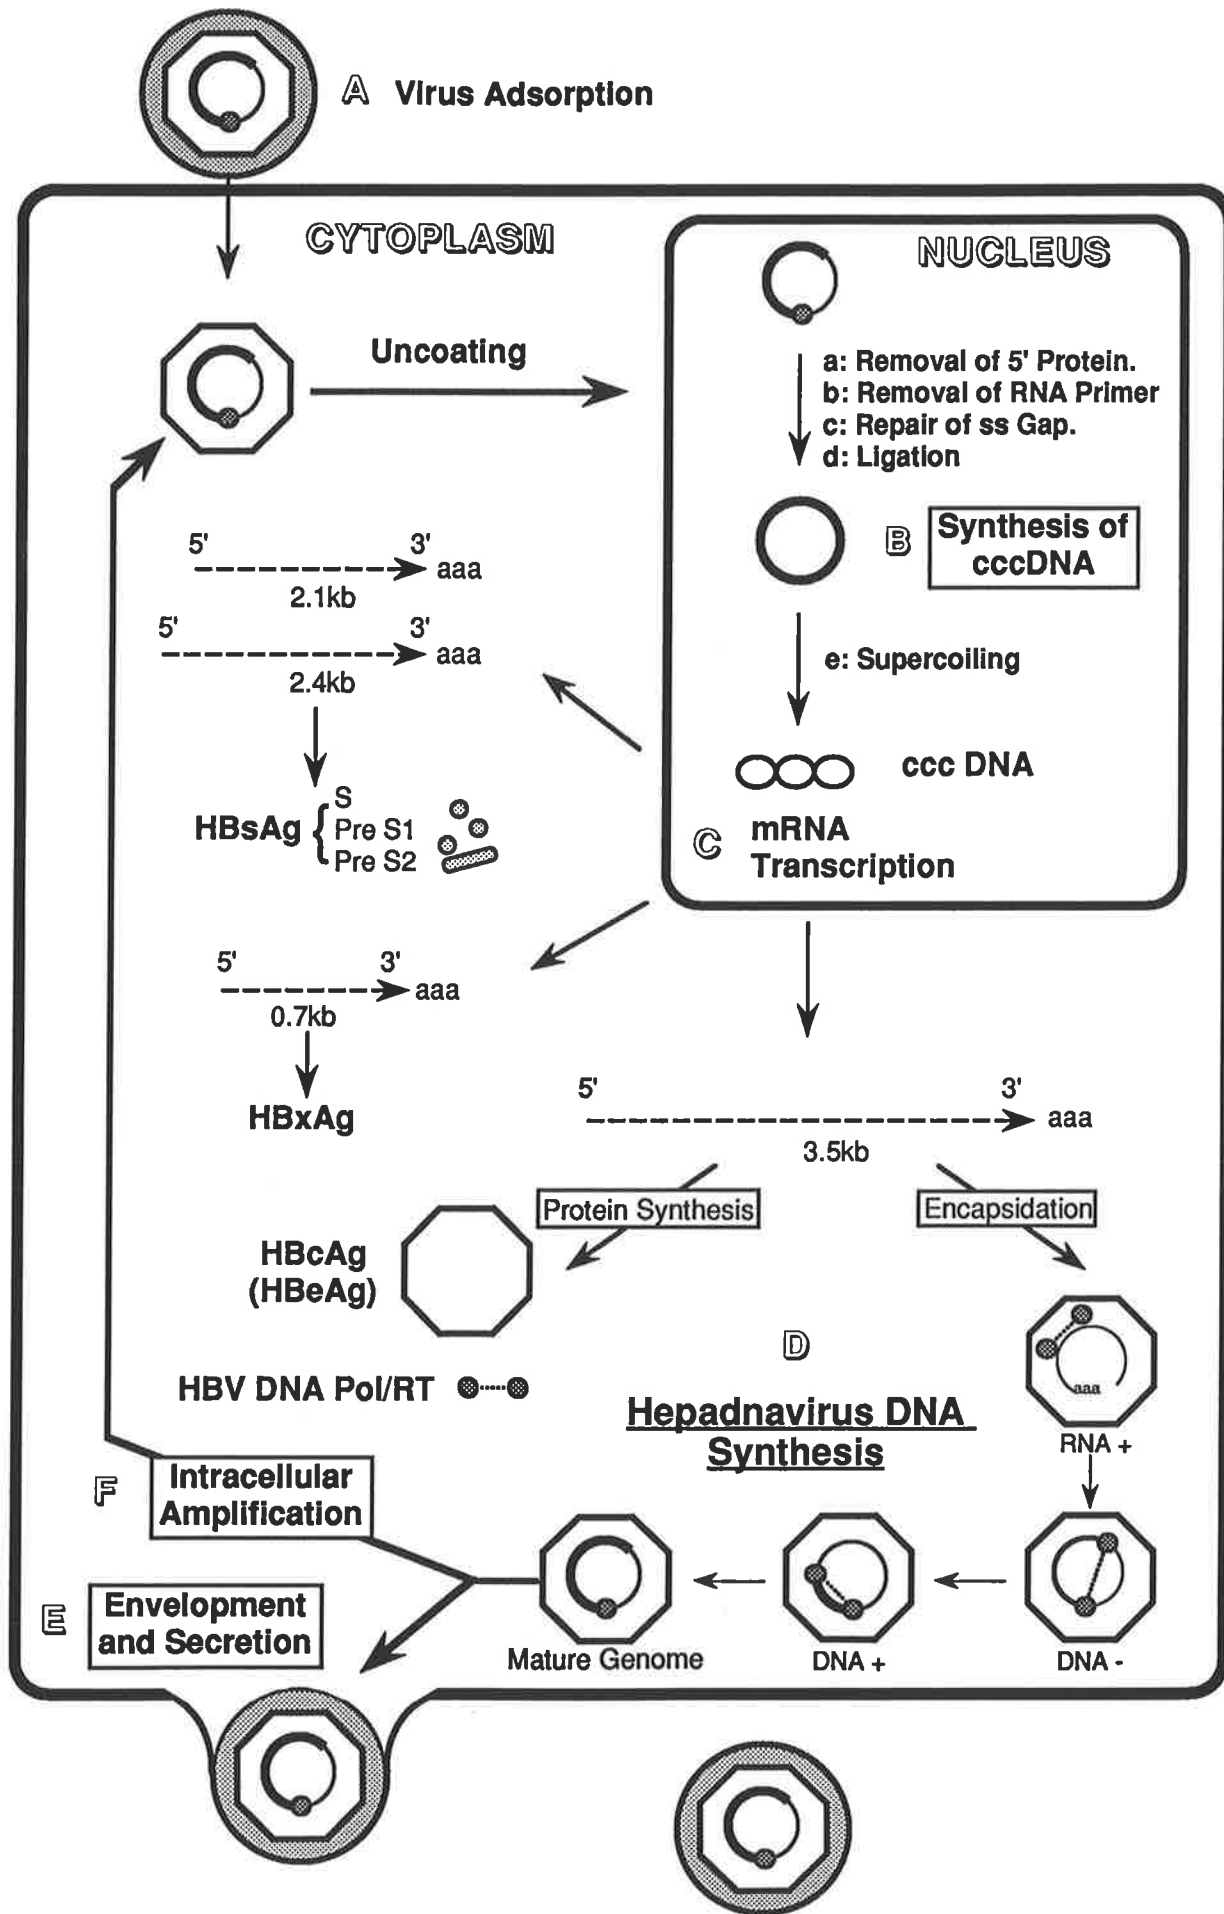 A Virus Adsorption
CYTOPLASM
NUCLEUS
Uncoating
a: Removal of 5' Protein.
b: Removal of RNA Primer
c: Repair of ss Gap.
d: Ligation
B
Synthesis of
cccDNA
e: Supercoiling
ccc DNA
C
mRNA
Transcription
5' 3'
aaa
2.1kb
5' 3'
aaa
2.4kb
HBsAg
S
Pre S1
Pre S2
5' 3'
aaa
0.7kb
HBxAg
5' 3'
aaa
3.5kb
Protein Synthesis
Encapsidation
HBcAg
(HBeAg)
HBV DNA Pol/RT
D
Hepadnavirus DNA
Synthesis
aaa
RNA +
DNA -
DNA +
Mature Genome
F
Intracellular
Amplification
E
Envelopment
and Secretion